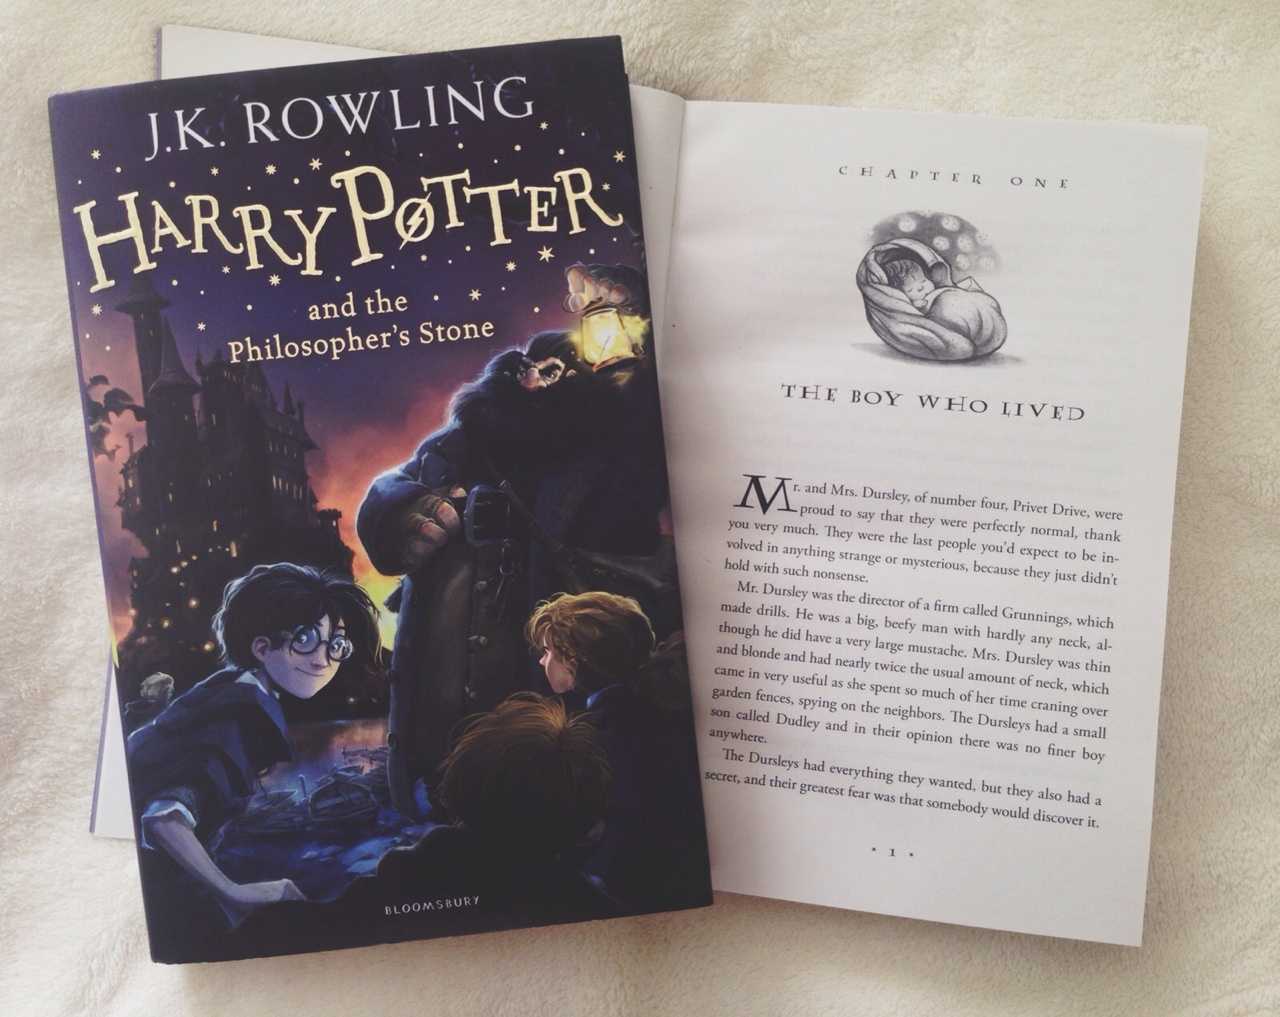 J.K. ROWLING
HARRY POTTER
and the
Philosopher's Stone
BLOOMSBURY
CHAPTER ONE
THE BOY WHO LIVED
Mr. and Mrs. Dursley, of number four, Privet Drive, were
proud to say that they were perfectly normal, thank
you very much. They were the last people you'd expect to be in-
volved in anything strange or mysterious, because they just didn't
hold with such nonsense.
Mr. Dursley was the director of a firm called Grunnings, which
made drills. He was a big, beefy man with hardly any neck, al-
though he did have a very large mustache. Mrs. Dursley was thin
and blonde and had nearly twice the usual amount of neck, which
came in very useful as she spent so much of her time craning over
garden fences, spying on the neighbors. The Dursleys had a small
son called Dudley and in their opinion there was no finer boy
anywhere.
The Dursleys had everything they wanted, but they also had a
secret, and their greatest fear was that somebody would discover it.
* 1 *